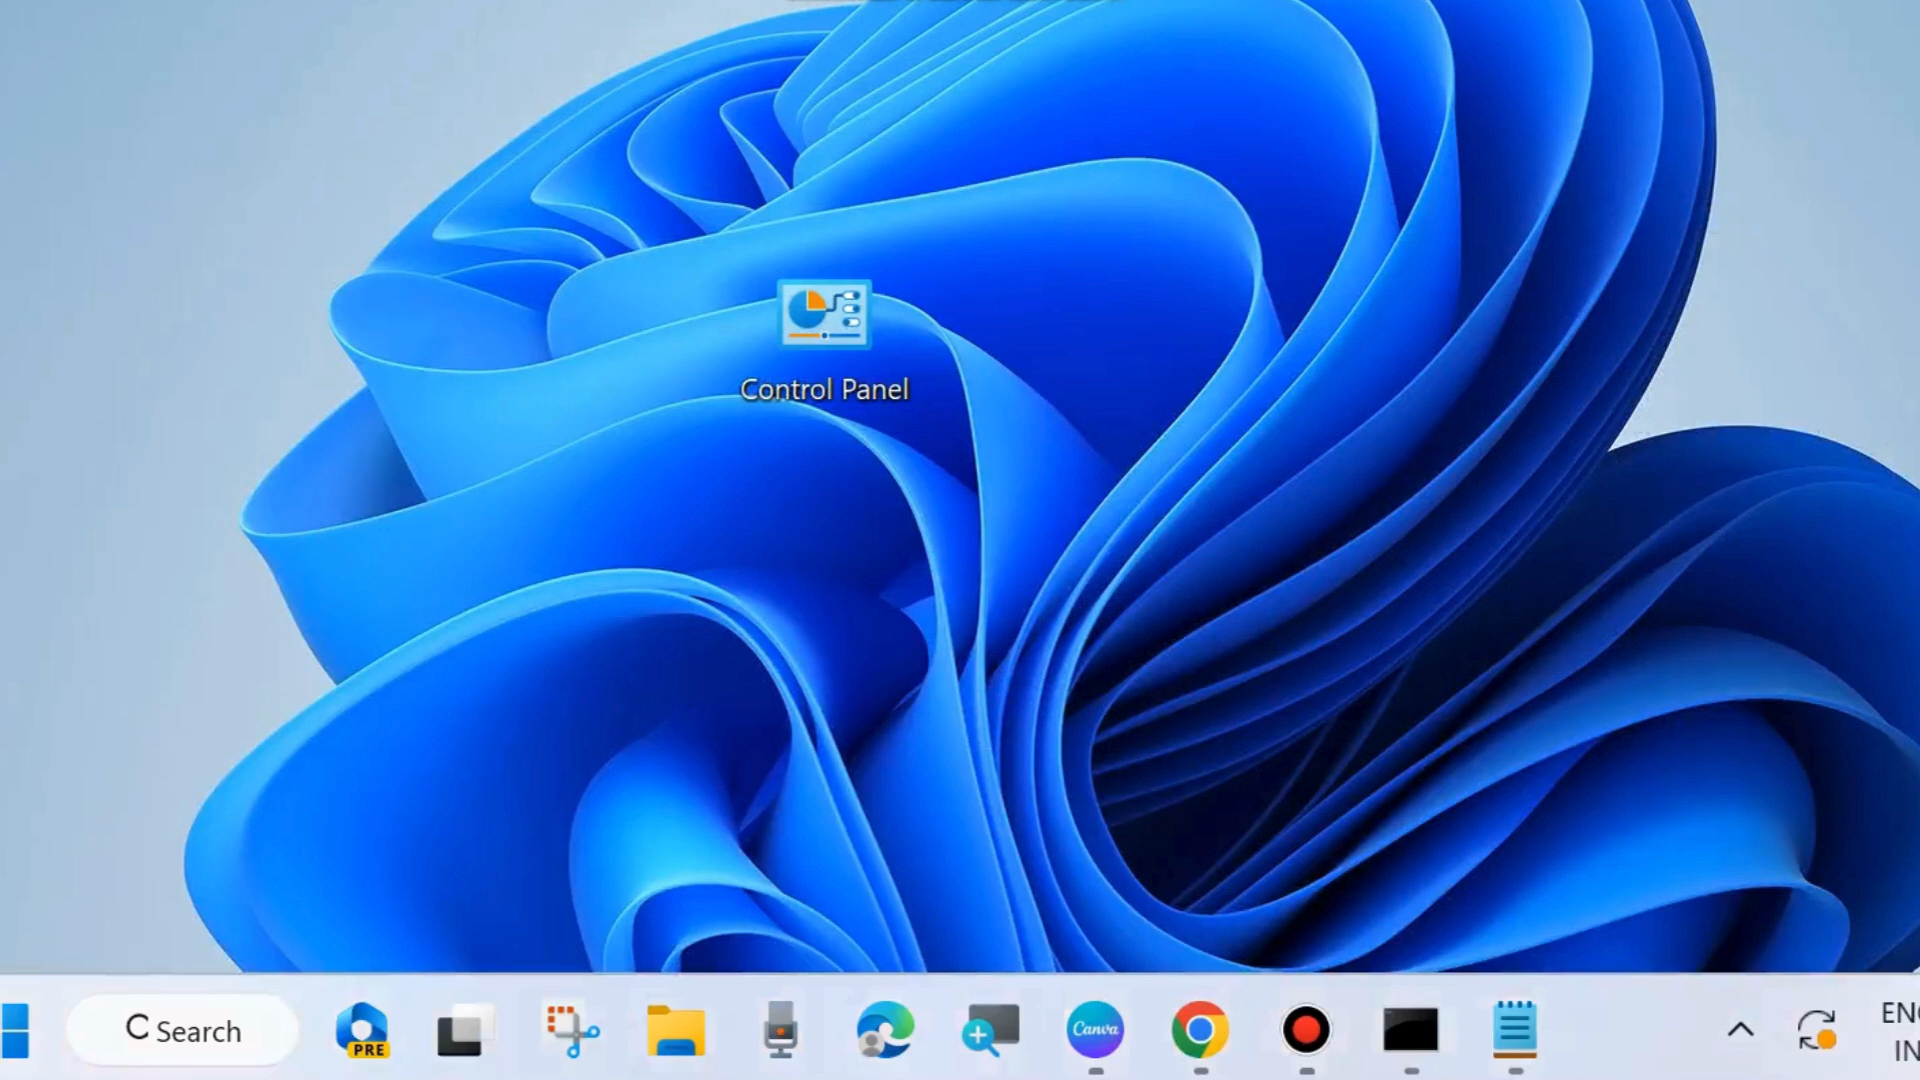 Control Panel
Search
PRE
Canva
EN
IN